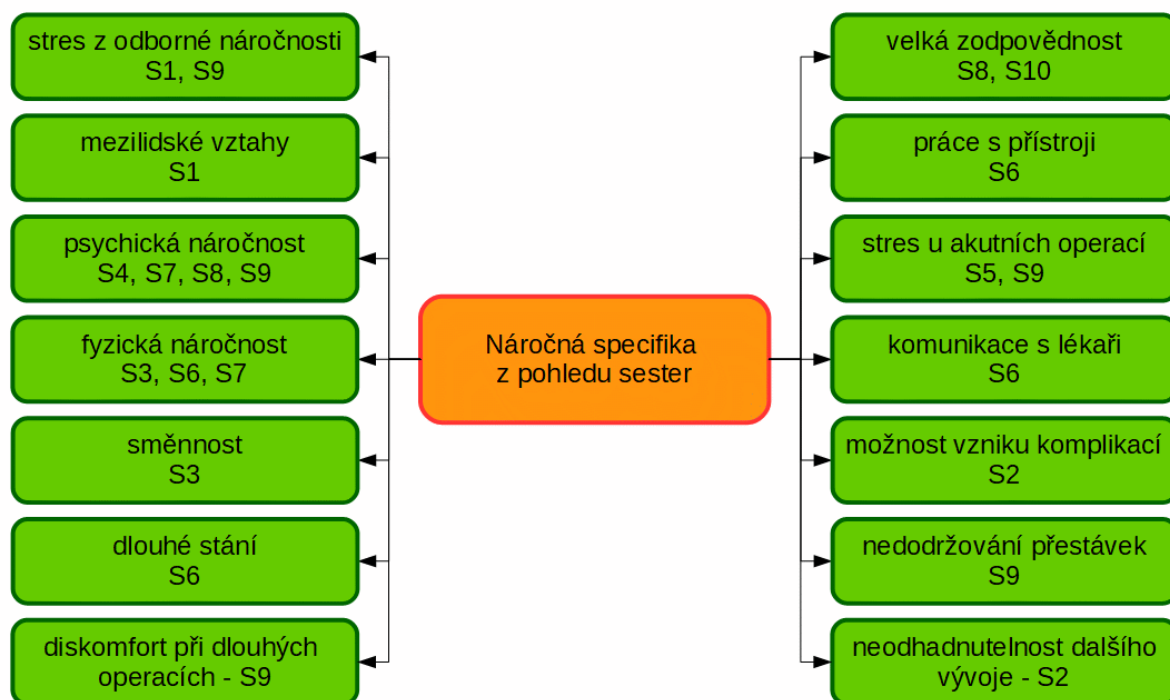 stres z odborné náročnosti
S1, S9
mezilidské vztahy
S1
psychická náročnost
S4, S7, S8, S9
fyzická náročnost
S3, S6, S7
směnnost
S3
dlouhé stání
S6
diskomfort při dlouhých
operacích - S9
Náročná specifika
z pohledu sester
velká zodpovědnost
S8, S10
práce s přístroji
S6
stres u akutních operací
S5, S9
komunikace s lékaři
S6
možnost vzniku komplikací
S2
nedodržování přestávek
S9
neodhadnutelnost dalšího
vývoje - S2